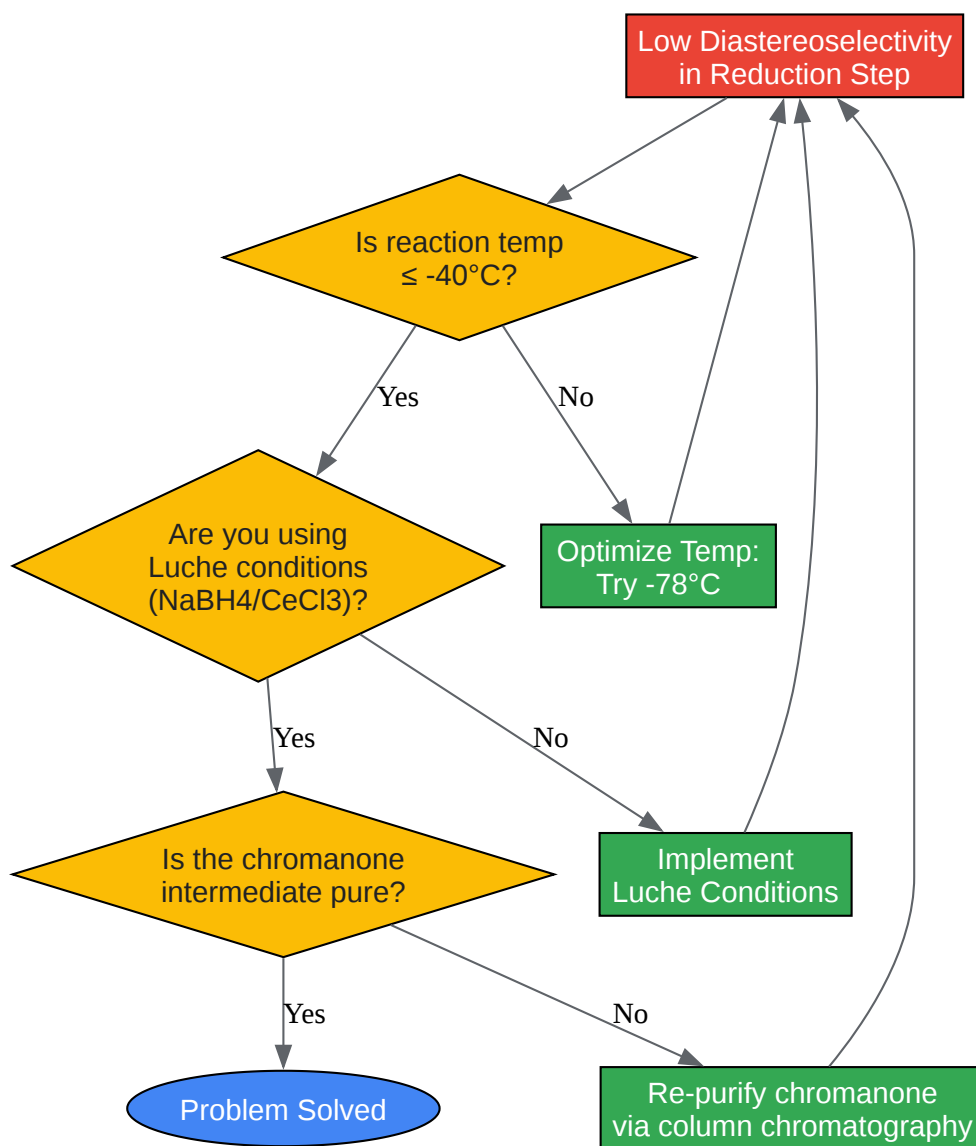 Low Diastereoselectivity
in Reduction Step
Is reaction temp
≤ -40°C?
Yes
No
Are you using
Luche conditions
(NaBH4/CeCl3)?
Optimize Temp:
Try -78°C
Yes
No
Is the chromanone
intermediate pure?
Implement
Luche Conditions
Yes
No
Problem Solved
Re-purify chromanone
via column chromatography